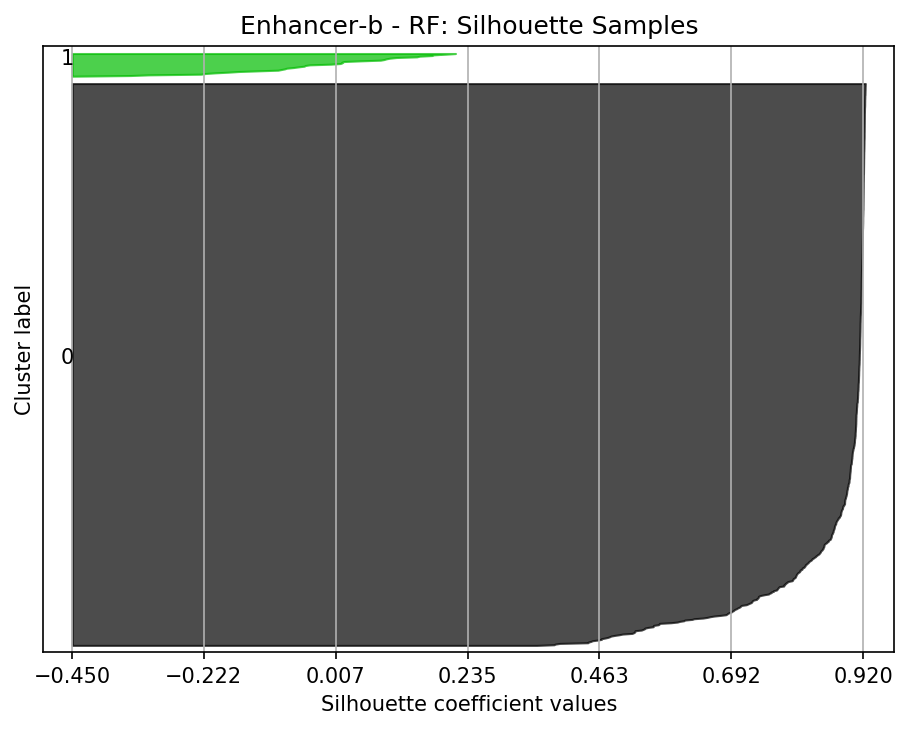 Enhancer-b - RF: Silhouette Samples
1
0
Cluster label
−0.450 −0.222 0.007 0.235 0.463 0.692 0.920
Silhouette coefficient values